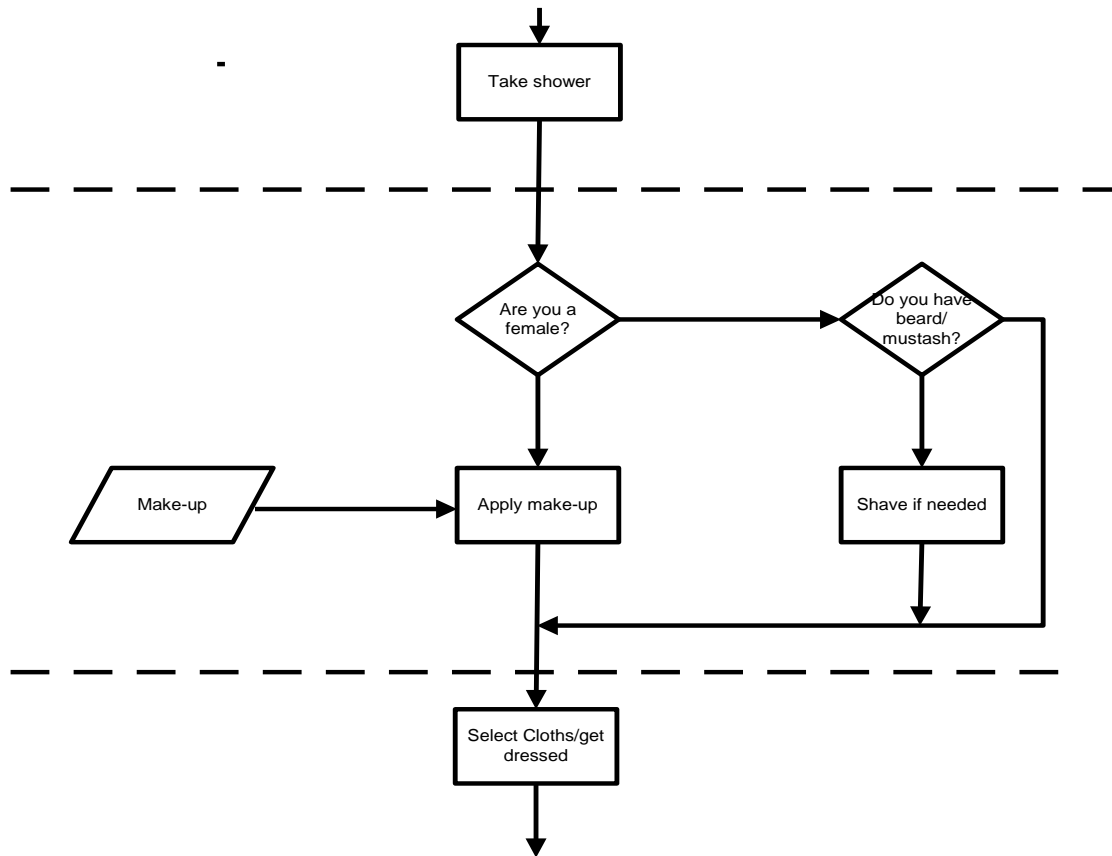 Take shower
Are you a
female?
Do you have
beard/
mustash?
Make-up
Apply make-up
Shave if needed
Select Cloths/get
dressed